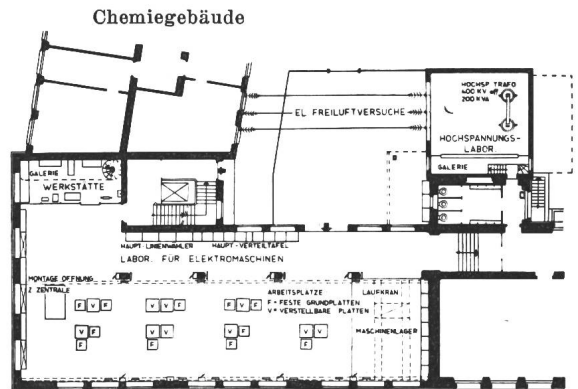 Chemiegebäude
HOCHSP TRAFO
400 KV eff
200 KVA
EL FREILUFTVERSUCHE
HOCHSPANNUNGS-
LABOR.
GALERIE
GALERIE
WERKSTÄTTE
HAUPT-LINIENWÄHLER
HAUPT-VERTEILTAFEL
LABOR. FÜR ELEKTROMASCHINEN
MONTAGE ÖFFNUNG
Z ZENTRALE
ARBEITSPLÄTZE
F = FESTE GRUNDPLATTEN
V = VERSTELLBARE PLATTEN
LAUFKRAN
MASCHINENLAGER
F V F
V V F
F V F
V V F
V F
F
V V
F
V V
F
V V
F